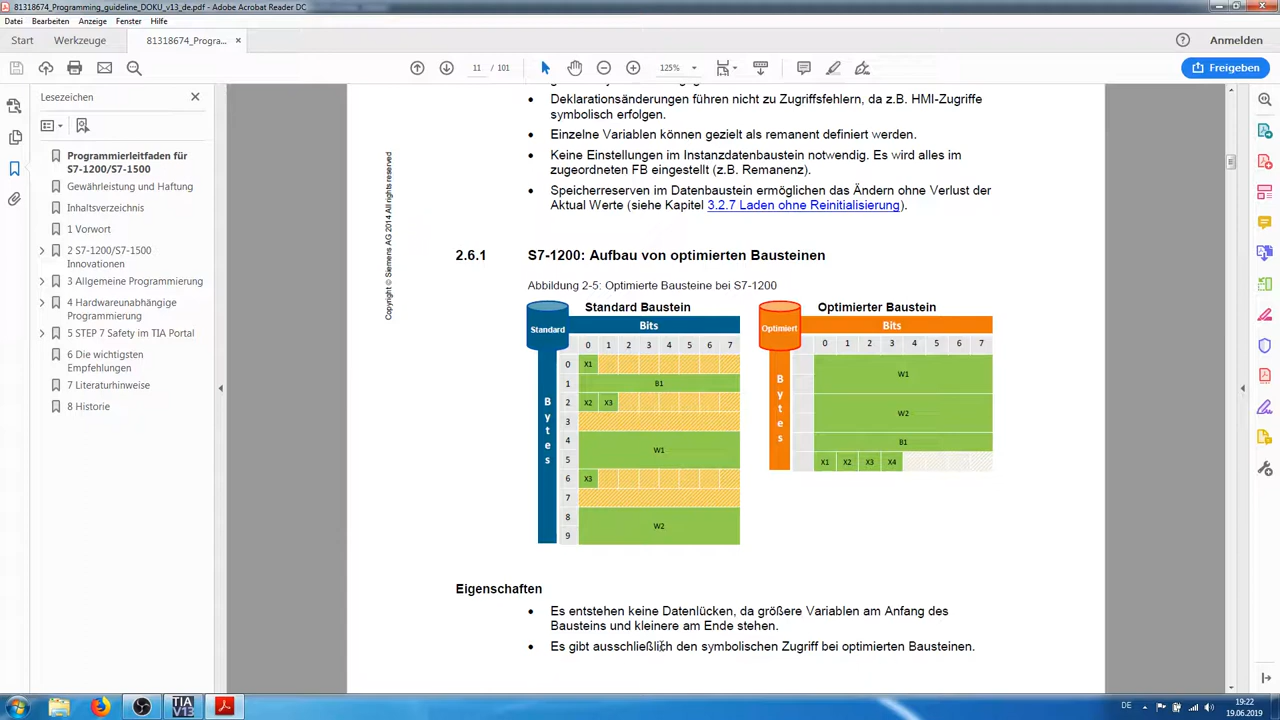 81318674_Programming_guideline_DOKU_v13_de.pdf - Adobe Acrobat Reader DC
Datei Bearbeiten Anzeige Fenster Hilfe
Start Werkzeuge 81318674_Progra... × Anmelden
11 / 101 125% Freigeben
Lesezeichen
Programmierleitfaden für
S7-1200/S7-1500
Gewährleistung und Haftung
Inhaltsverzeichnis
1 Vorwort
2 S7-1200/S7-1500
Innovationen
3 Allgemeine Programmierung
4 Hardwareunabhängige
Programmierung
5 STEP 7 Safety im TIA Portal
6 Die wichtigsten
Empfehlungen
7 Literaturhinweise
8 Historie
Copyright © Siemens AG 2014 All rights reserved
• Deklarationsänderungen führen nicht zu Zugriffsfehlern, da z.B. HMI-Zugriffe
symbolisch erfolgen.
• Einzelne Variablen können gezielt als remanent definiert werden.
• Keine Einstellungen im Instanzdatenbaustein notwendig. Es wird alles im
zugeordneten FB eingestellt (z.B. Remanenz).
• Speicherreserven im Datenbaustein ermöglichen das Ändern ohne Verlust der
Aktual Werte (siehe Kapitel 3.2.7 Laden ohne Reinitialisierung).
2.6.1 S7-1200: Aufbau von optimierten Bausteinen
Abbildung 2-5: Optimierte Bausteine bei S7-1200
Standard Baustein
Standard
Bits
0 1 2 3 4 5 6 7
Bytes
0 X1
1 B1
2 X2 X3
3
4
W1
5
6 X3
7
8
W2
9
Optimierter Baustein
Optimiert
Bits
0 1 2 3 4 5 6 7
Bytes
W1
W2
B1
X1 X2 X3 X4
Eigenschaften
• Es entstehen keine Datenlücken, da größere Variablen am Anfang des
Bausteins und kleinere am Ende stehen.
• Es gibt ausschließlich den symbolischen Zugriff bei optimierten Bausteinen.
TIA
V13
DE
19:22
19.06.2019